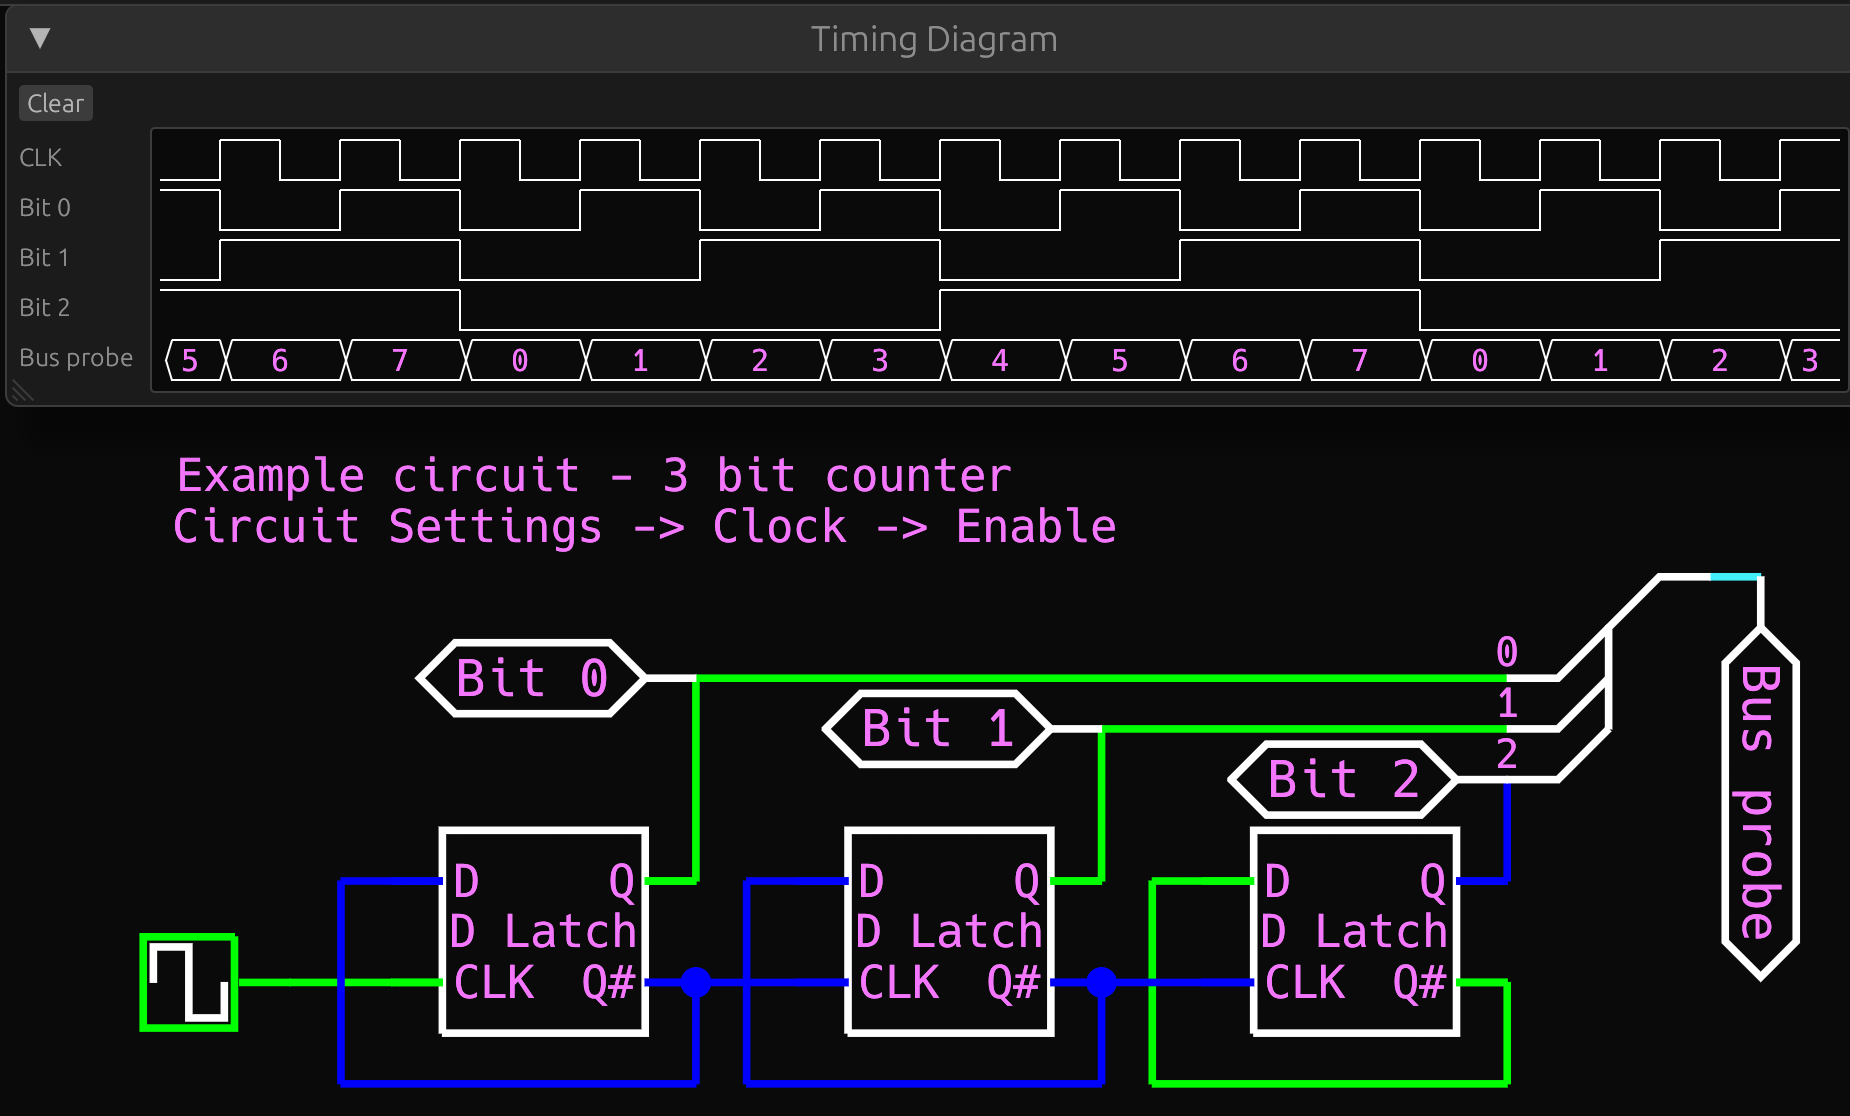 ▼ Timing Diagram
Clear
CLK
Bit 0
Bit 1
Bit 2
Bus probe 5 6 7 0 1 2 3 4 5 6 7 0 1 2 3
Example circuit - 3 bit counter
Circuit Settings -> Clock -> Enable
Bit 0 0
Bit 1 1
Bit 2 2
Bus probe
D Q
D Latch
CLK Q#
D Q
D Latch
CLK Q#
D Q
D Latch
CLK Q#